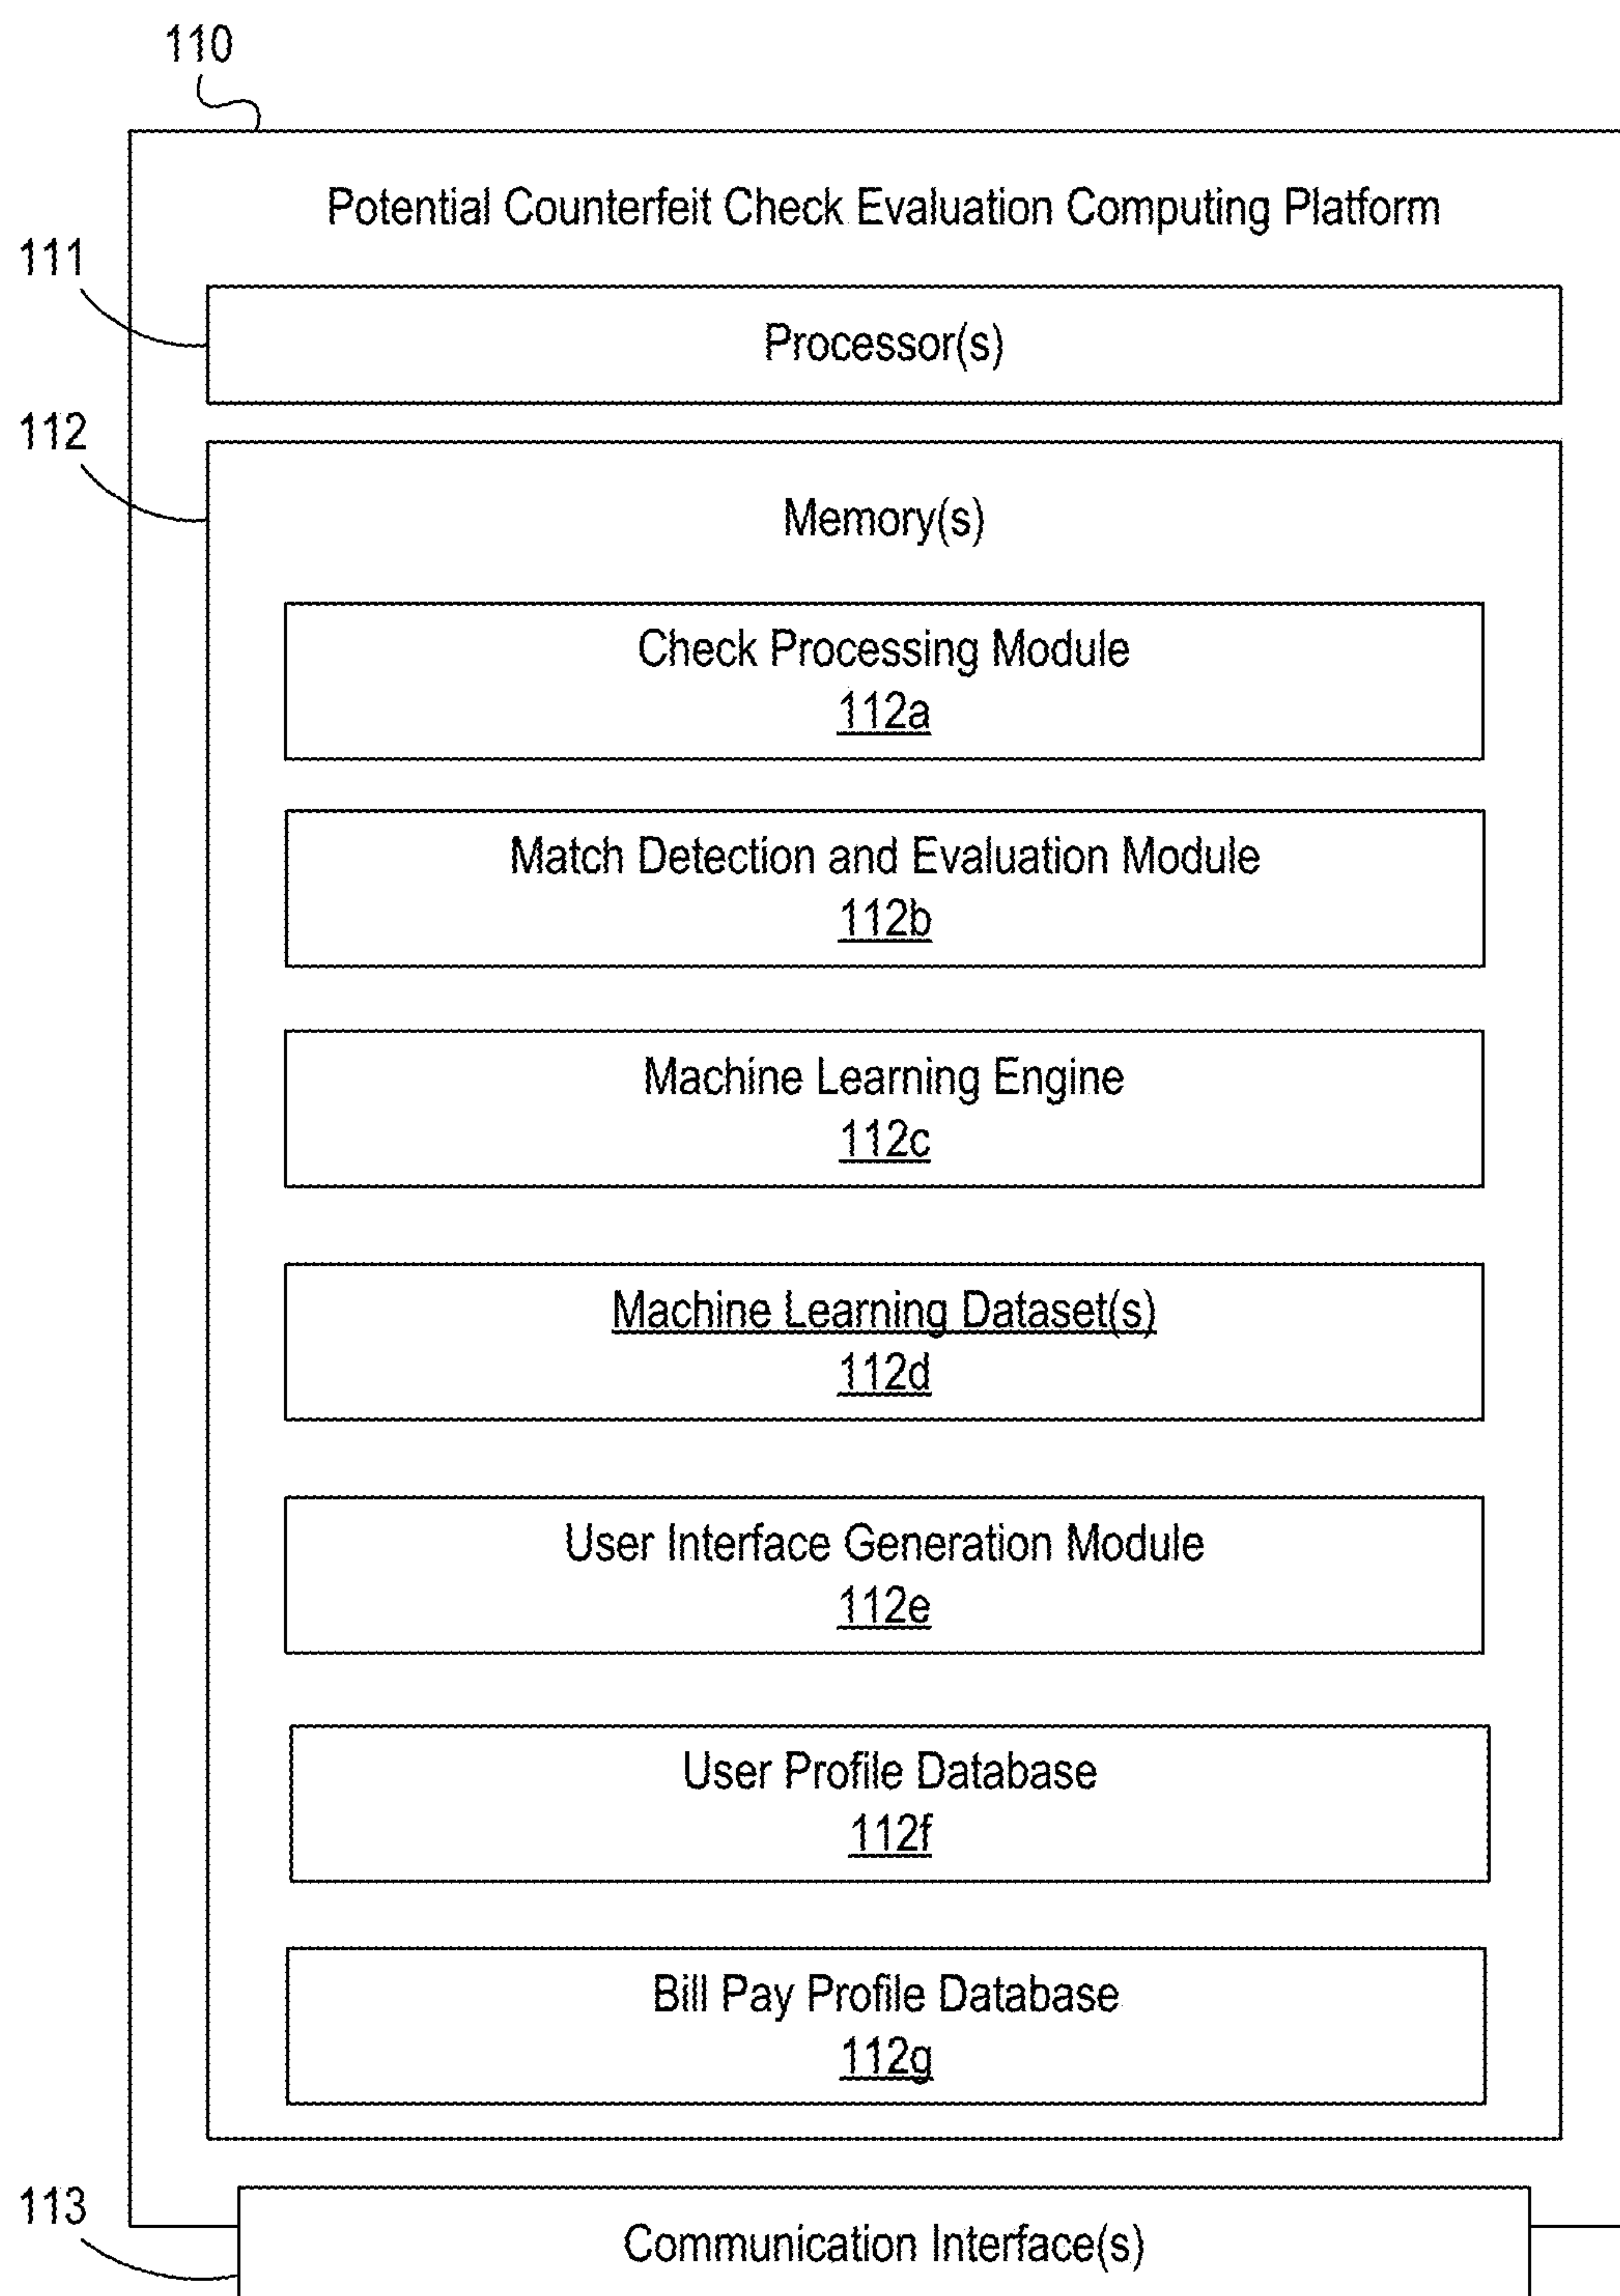 110
Potential Counterfeit Check Evaluation Computing Platform
111
Processor(s)
112
Memory(s)
Check Processing Module
112a
Match Detection and Evaluation Module
112b
Machine Learning Engine
112c
Machine Learning Dataset(s)
112d
User Interface Generation Module
112e
User Profile Database
112f
Bill Pay Profile Database
112g
113
Communication Interface(s)